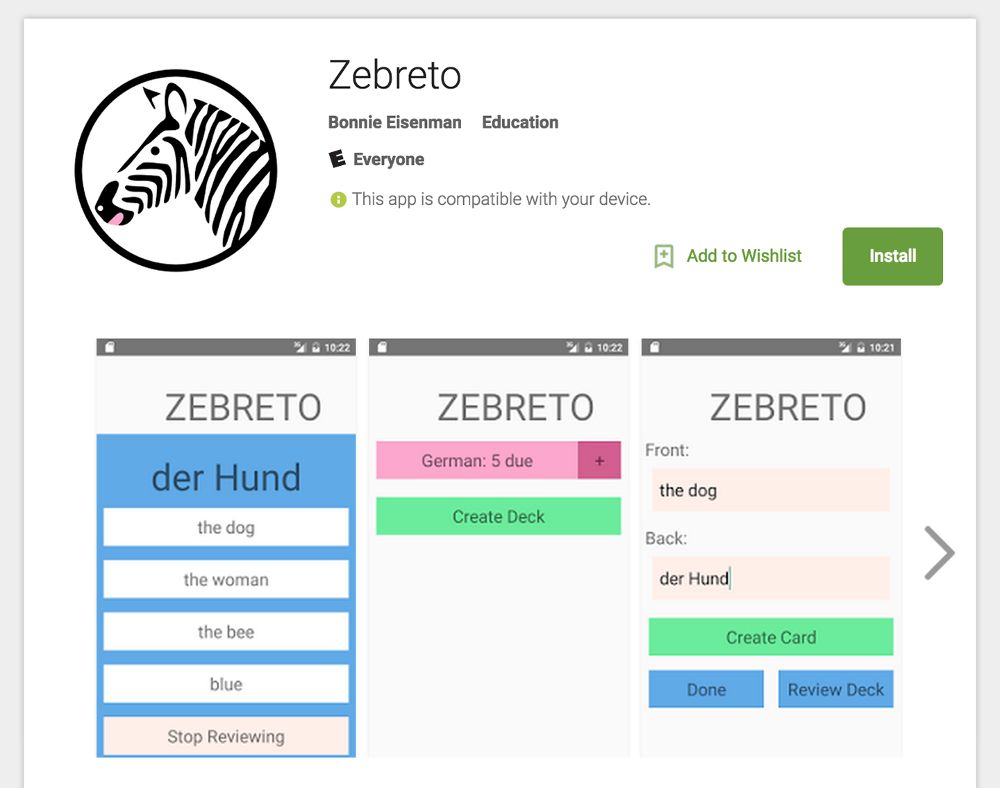 Zebreto
Bonnie Eisenman Education
E Everyone
This app is compatible with your device.
Add to Wishlist
Install
10:22
ZEBRETO
der Hund
the dog
the woman
the bee
blue
Stop Reviewing
10:22
ZEBRETO
German: 5 due +
Create Deck
10:21
ZEBRETO
Front:
the dog
Back:
der Hund
Create Card
Done Review Deck